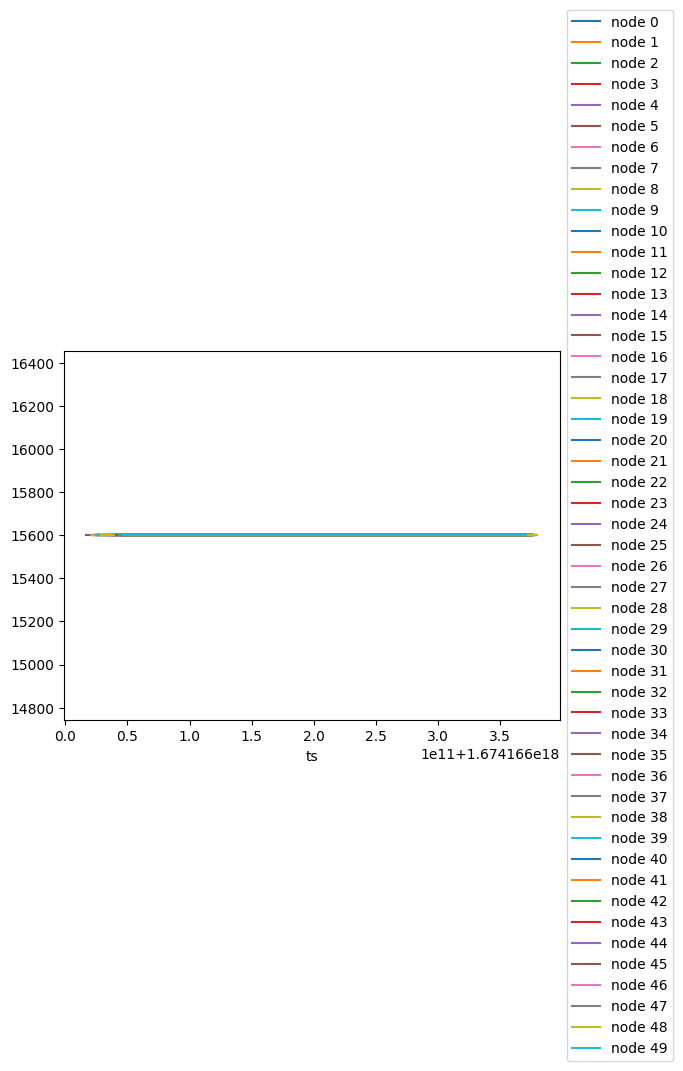 16400
16200
16000
15800
15600
15400
15200
15000
14800
0.0 0.5 1.0 1.5 2.0 2.5 3.0 3.5
ts
1e11+1.674166e18
node 0
node 1
node 2
node 3
node 4
node 5
node 6
node 7
node 8
node 9
node 10
node 11
node 12
node 13
node 14
node 15
node 16
node 17
node 18
node 19
node 20
node 21
node 22
node 23
node 24
node 25
node 26
node 27
node 28
node 29
node 30
node 31
node 32
node 33
node 34
node 35
node 36
node 37
node 38
node 39
node 40
node 41
node 42
node 43
node 44
node 45
node 46
node 47
node 48
node 49